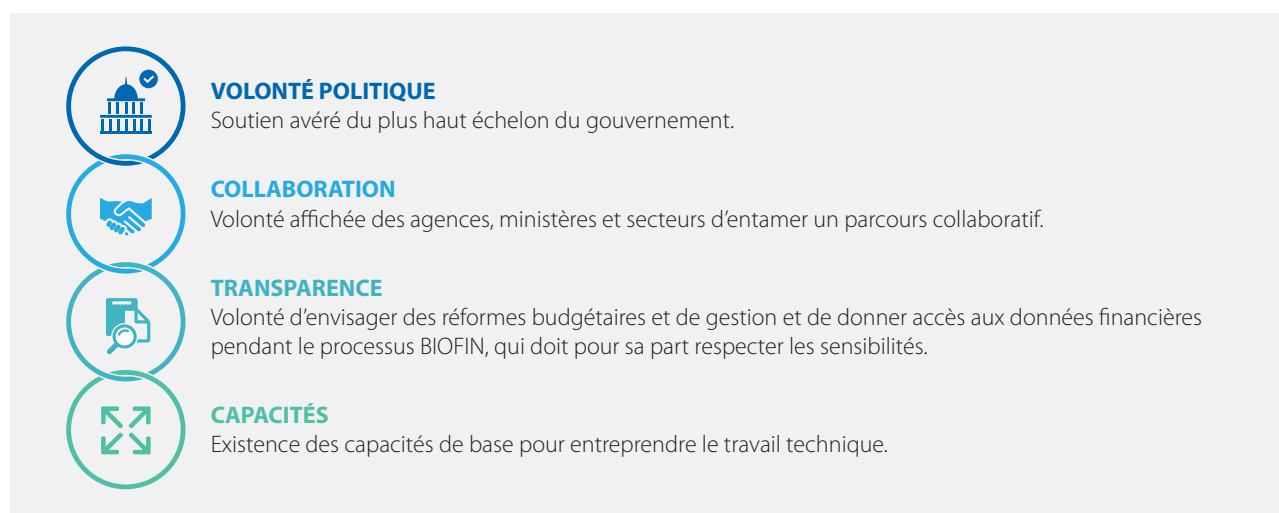 VOLONTÉ POLITIQUE
Soutien avéré du plus haut échelon du gouvernement.
COLLABORATION
Volonté affichée des agences, ministères et secteurs d’entamer un parcours collaboratif.
TRANSPARENCE
Volonté d’envisager des réformes budgétaires et de gestion et de donner accès aux données financières
pendant le processus BIOFIN, qui doit pour sa part respecter les sensibilités.
CAPACITÉS
Existence des capacités de base pour entreprendre le travail technique.